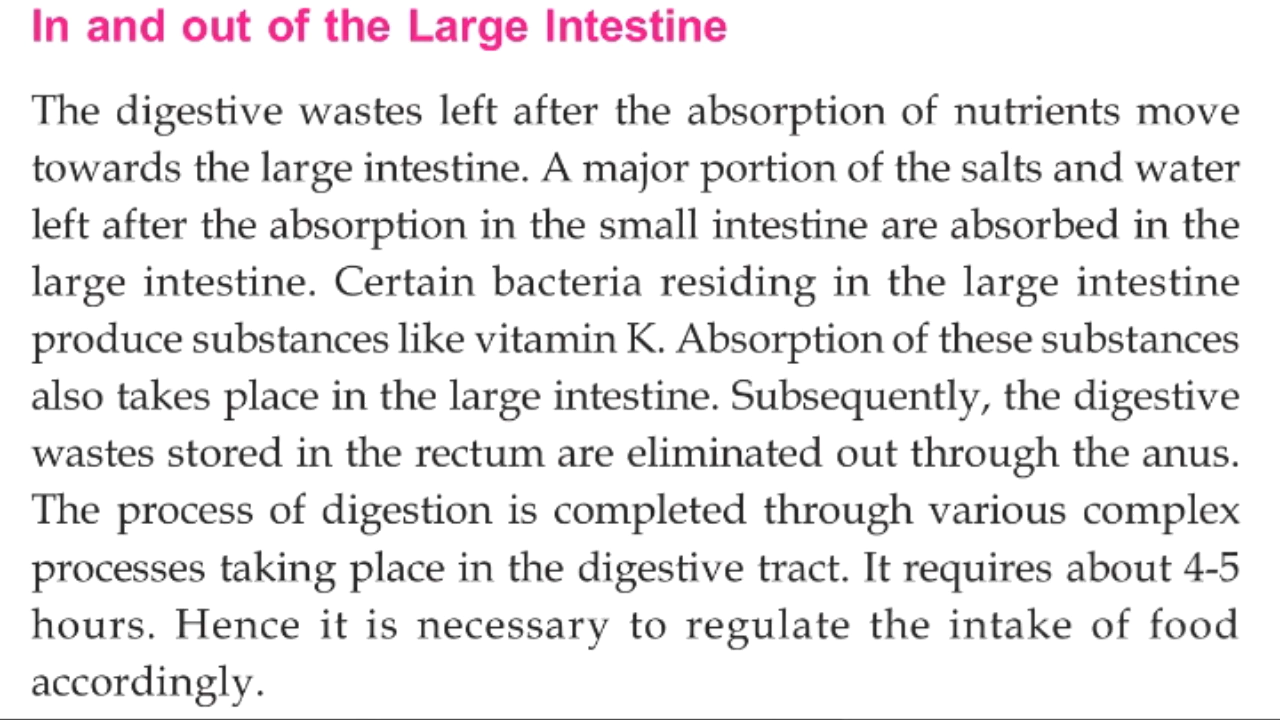 In and out of the Large Intestine
The digestive wastes left after the absorption of nutrients move
towards the large intestine. A major portion of the salts and water
left after the absorption in the small intestine are absorbed in the
large intestine. Certain bacteria residing in the large intestine
produce substances like vitamin K. Absorption of these substances
also takes place in the large intestine. Subsequently, the digestive
wastes stored in the rectum are eliminated out through the anus.
The process of digestion is completed through various complex
processes taking place in the digestive tract. It requires about 4-5
hours. Hence it is necessary to regulate the intake of food
accordingly.